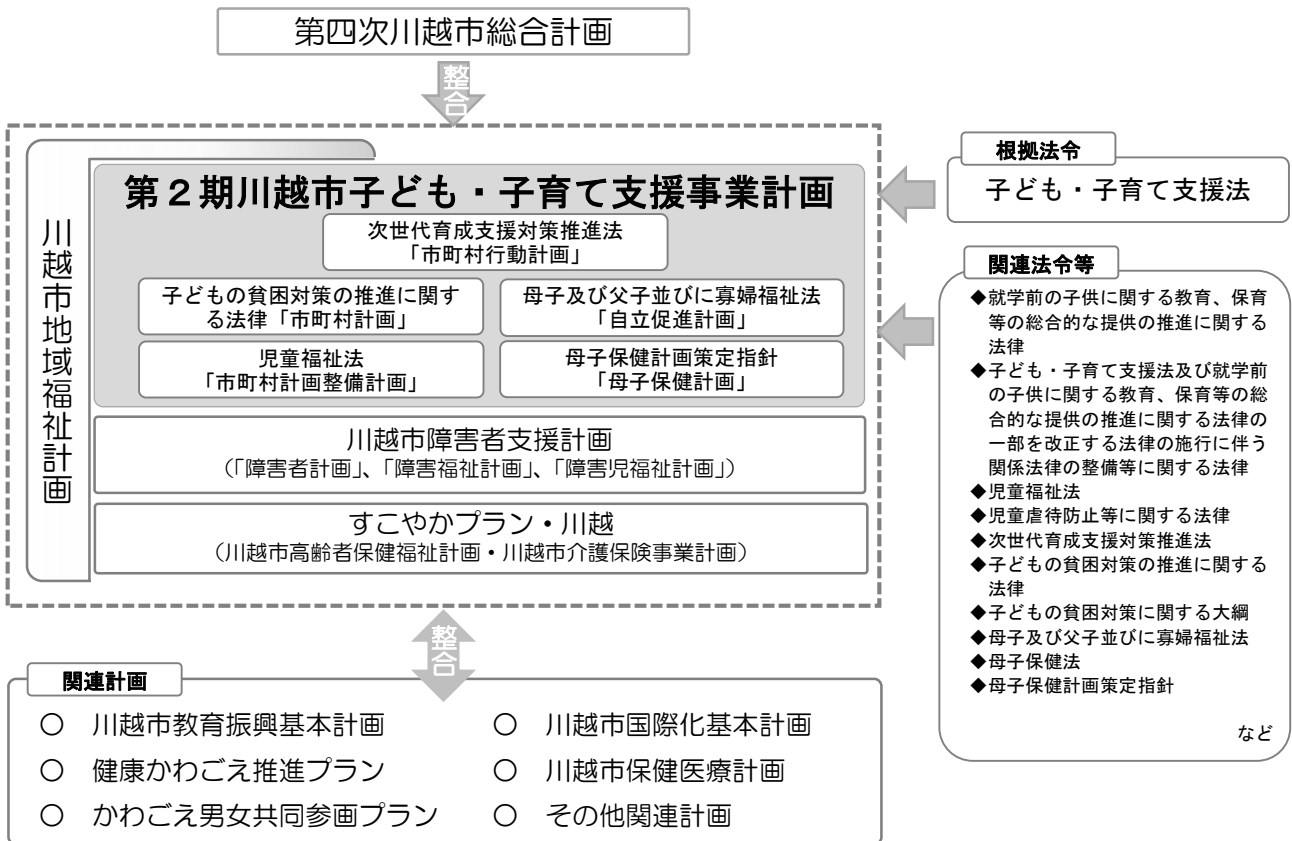 第四次川越市総合計画
整合
川越市地域福祉計画
第２期川越市子ども・子育て支援事業計画
次世代育成支援対策推進法
「市町村行動計画」
子どもの貧困対策の推進に関す
る法律「市町村計画」
母子及び父子並びに寡婦福祉法
「自立促進計画」
児童福祉法
「市町村計画整備計画」
母子保健計画策定指針
「母子保健計画」
川越市障害者支援計画
（「障害者計画」、「障害福祉計画」、「障害児福祉計画」）
すこやかプラン・川越
（川越市高齢者保健福祉計画・川越市介護保険事業計画）
根拠法令
子ども・子育て支援法
関連法令等
◆就学前の子供に関する教育、保育
等の総合的な提供の推進に関する
法律
◆子ども・子育て支援法及び就学前
の子供に関する教育、保育等の総
合的な提供の推進に関する法律の
一部を改正する法律の施行に伴う
関係法律の整備等に関する法律
◆児童福祉法
◆児童虐待防止等に関する法律
◆次世代育成支援対策推進法
◆子どもの貧困対策の推進に関する
法律
◆子どもの貧困対策に関する大綱
◆母子及び父子並びに寡婦福祉法
◆母子保健法
◆母子保健計画策定指針
など
整合
関連計画
○ 川越市教育振興基本計画
○ 健康かわごえ推進プラン
○ かわごえ男女共同参画プラン
○ 川越市国際化基本計画
○ 川越市保健医療計画
○ その他関連計画